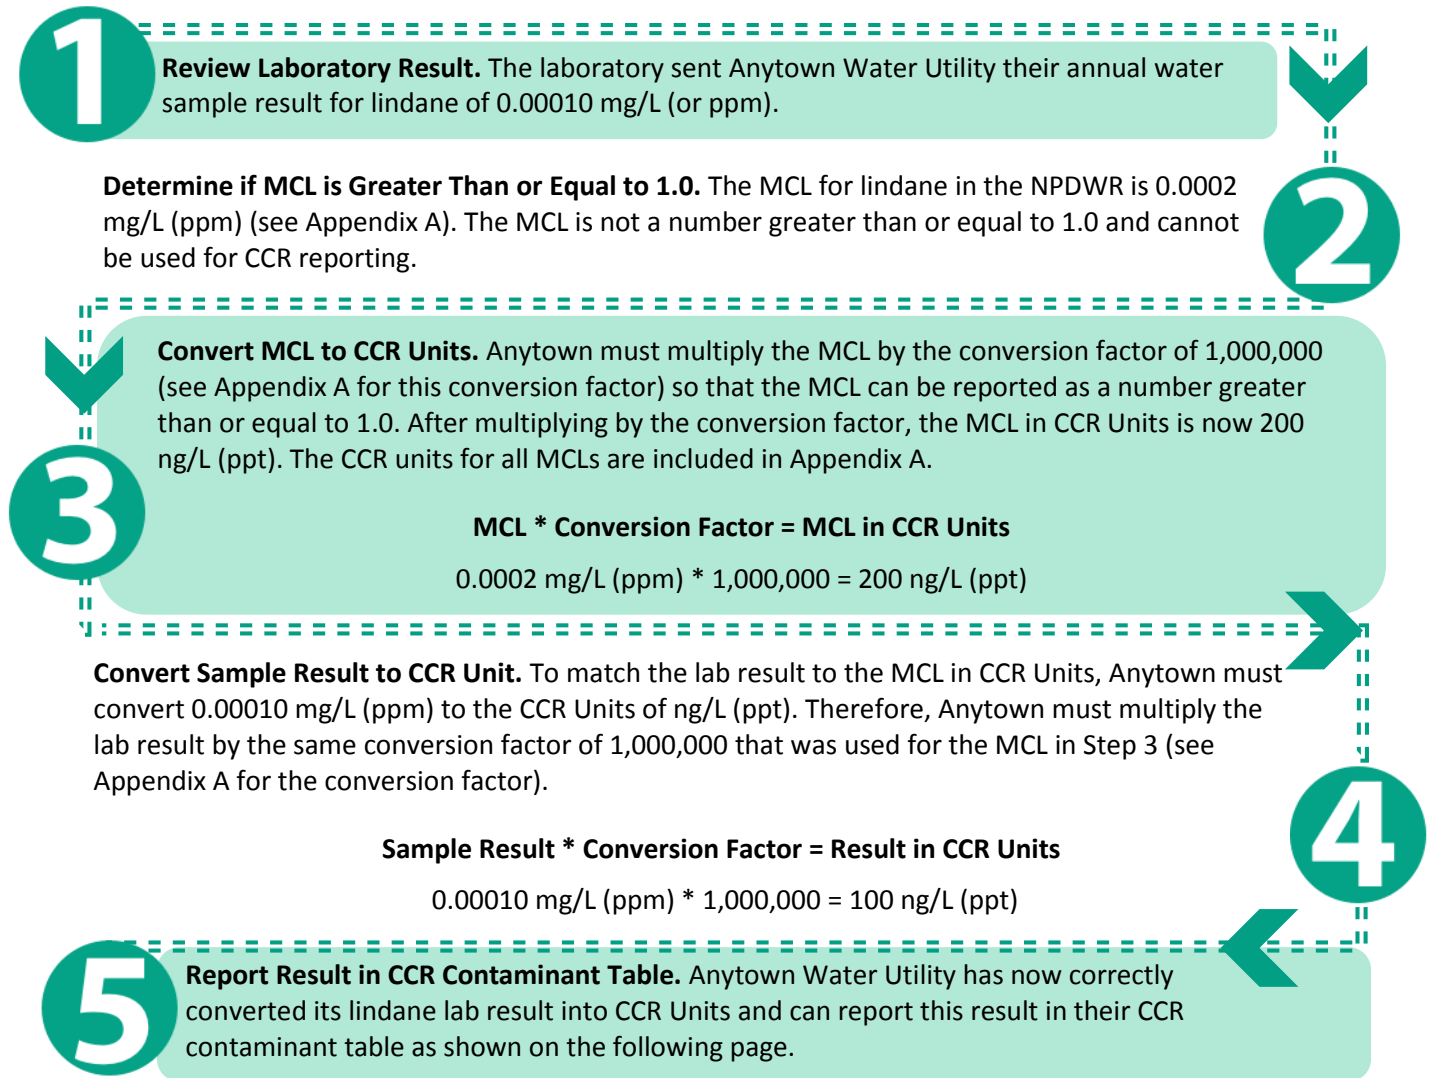 1
Review Laboratory Result. The laboratory sent Anytown Water Utility their annual water
sample result for lindane of 0.00010 mg/L (or ppm).
Determine if MCL is Greater Than or Equal to 1.0. The MCL for lindane in the NPDWR is 0.0002
mg/L (ppm) (see Appendix A). The MCL is not a number greater than or equal to 1.0 and cannot
be used for CCR reporting.
2
Convert MCL to CCR Units. Anytown must multiply the MCL by the conversion factor of 1,000,000
(see Appendix A for this conversion factor) so that the MCL can be reported as a number greater
than or equal to 1.0. After multiplying by the conversion factor, the MCL in CCR Units is now 200
ng/L (ppt). The CCR units for all MCLs are included in Appendix A.
3
MCL * Conversion Factor = MCL in CCR Units
0.0002 mg/L (ppm) * 1,000,000 = 200 ng/L (ppt)
Convert Sample Result to CCR Unit. To match the lab result to the MCL in CCR Units, Anytown must
convert 0.00010 mg/L (ppm) to the CCR Units of ng/L (ppt). Therefore, Anytown must multiply the
lab result by the same conversion factor of 1,000,000 that was used for the MCL in Step 3 (see
Appendix A for the conversion factor).
4
Sample Result * Conversion Factor = Result in CCR Units
0.00010 mg/L (ppm) * 1,000,000 = 100 ng/L (ppt)
5
Report Result in CCR Contaminant Table. Anytown Water Utility has now correctly
converted its lindane lab result into CCR Units and can report this result in their CCR
contaminant table as shown on the following page.